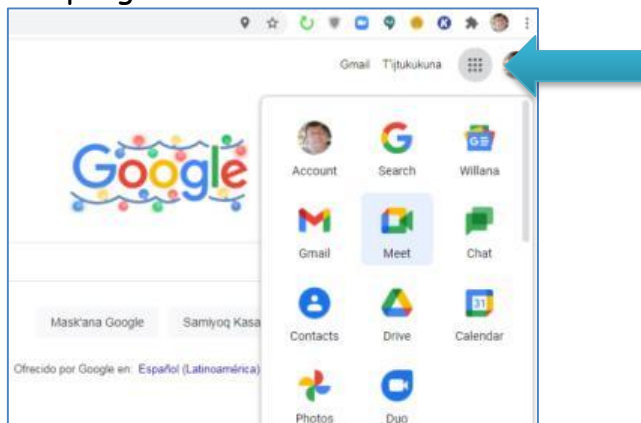 Gmail T'ijtukukuna
Google
Account Search Willana
Gmail Meet Chat
Mask'ana Google Samiyoq Kasa
Contacts Drive Calendar
Ofrecido por Google en: Español (Latinoamérica)
Photos Duo